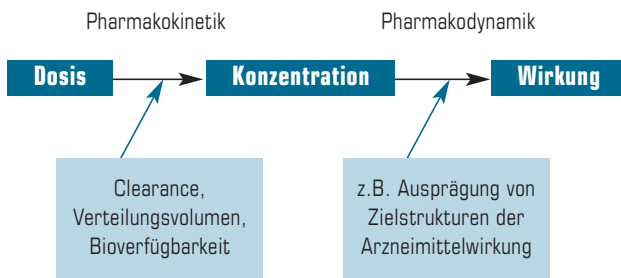 Pharmakokinetik
Pharmakodynamik
Dosis
Konzentration
Wirkung
Clearance,
Verteilungsvolumen,
Bioverfügbarkeit
z.B. Ausprägung von
Zielstrukturen der
Arzneimittelwirkung